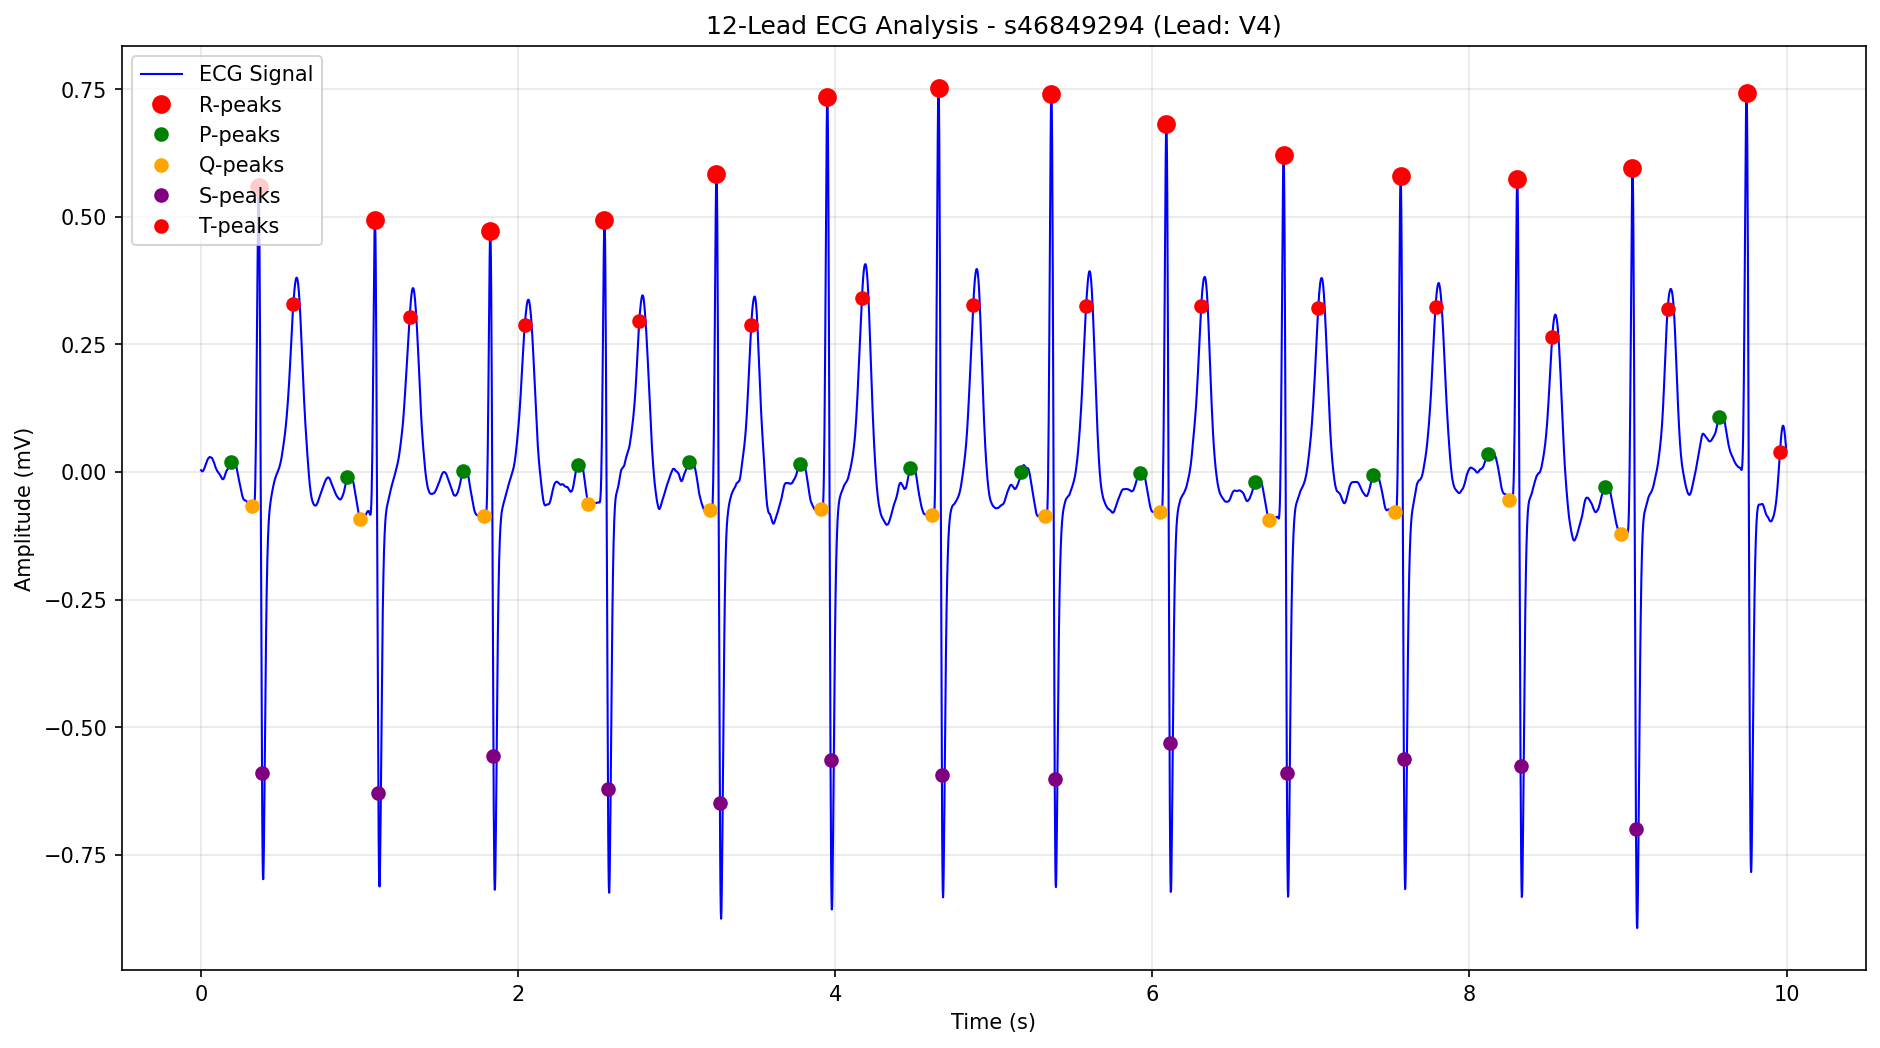 12-Lead ECG Analysis - s46849294 (Lead: V4)
ECG Signal
R-peaks
P-peaks
Q-peaks
S-peaks
T-peaks
0.75
0.50
0.25
0.00
−0.25
−0.50
−0.75
Amplitude (mV)
0 2 4 6 8 10
Time (s)